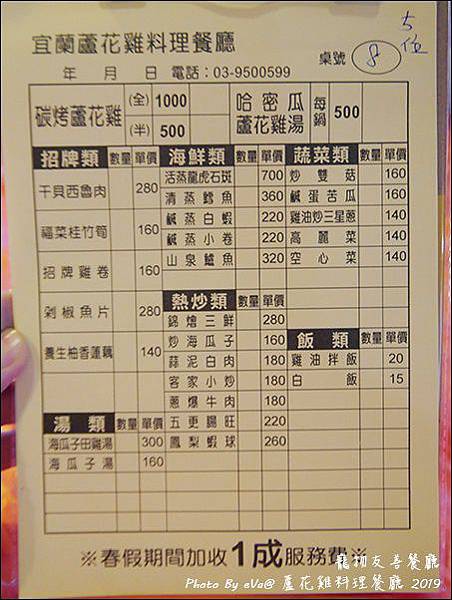 宜蘭蘆花雞料理餐廳
5位
年 月 日 電話：03-9500599
桌號 8
碳烤蘆花雞 (全) 1000
(半) 500
哈密瓜蘆花雞湯 每鍋 500
招牌類 數量 單價
干貝西魯肉 280
福菜桂竹筍 160
招牌雞卷 160
剁椒魚片 280
養生柚香蓮藕 140
湯類 數量 單價
海瓜子田雞湯 300
海瓜子湯 160
海鮮類 數量 單價
活蒸龍虎石斑 700
清蒸鱈魚 360
鹹蒸白蝦 220
鹹蒸小卷 220
山泉鱸魚 320
熱炒類 數量 單價
錦燴三鮮 280
炒海瓜子 160
蒜泥白肉 180
客家小炒 180
蔥爆牛肉 180
五更腸旺 220
鳳梨蝦球 260
蔬菜類 數量 單價
炒雙菇 160
鹹蛋苦瓜 160
雞油炒三星蔥 140
高麗菜 140
空心菜 140
飯類 數量 單價
雞油拌飯 20
白飯 15
※春假期間加收1成服務費※
寵物友善餐廳
Photo By eVa@ 蘆花雞料理餐廳 2019